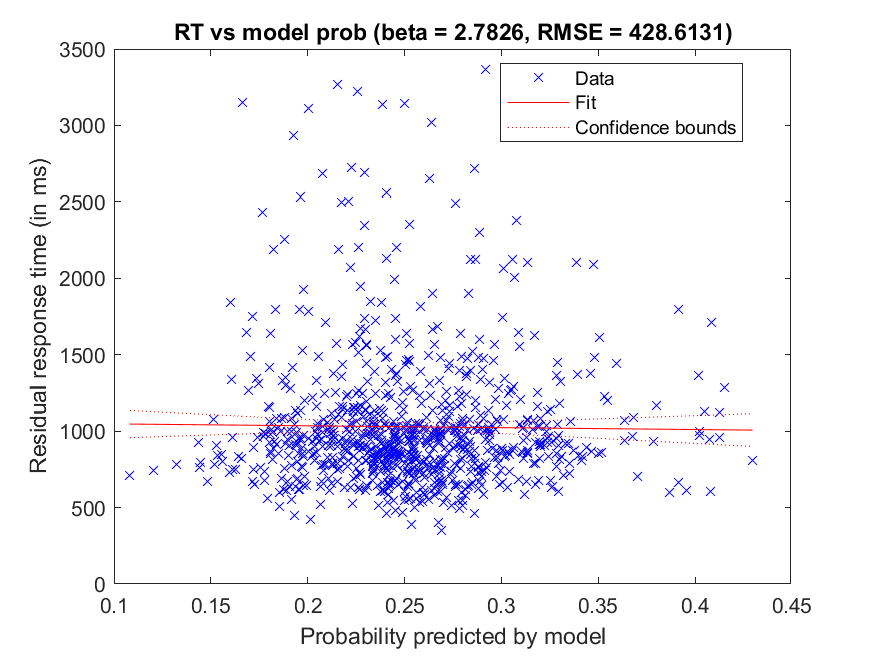 RT vs model prob (beta = 2.7826, RMSE = 428.6131)
Data
Fit
Confidence bounds
Residual response time (in ms)
3500
3000
2500
2000
1500
1000
500
0
0.1 0.15 0.2 0.25 0.3 0.35 0.4 0.45
Probability predicted by model